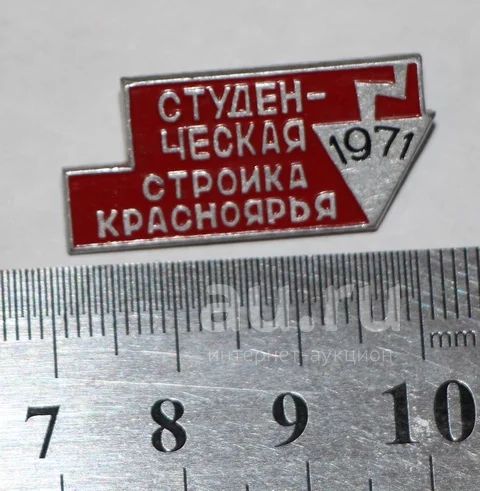 СТУДЕН-
ЧЕСКАЯ
СТРОИКА
КРАСНОЯРЬЯ
1971
au.ru
интернет-аукцион
mm
7 8 9 10